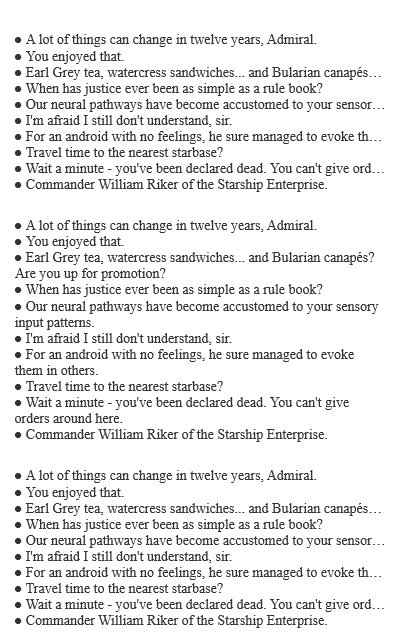 ● A lot of things can change in twelve years, Admiral.
● You enjoyed that.
● Earl Grey tea, watercress sandwiches... and Bularian canapés…
● When has justice ever been as simple as a rule book?
● Our neural pathways have become accustomed to your sensor…
● I'm afraid I still don't understand, sir.
● For an android with no feelings, he sure managed to evoke th…
● Travel time to the nearest starbase?
● Wait a minute - you've been declared dead. You can't give ord…
● Commander William Riker of the Starship Enterprise.
● A lot of things can change in twelve years, Admiral.
● You enjoyed that.
● Earl Grey tea, watercress sandwiches... and Bularian canapés?
Are you up for promotion?
● When has justice ever been as simple as a rule book?
● Our neural pathways have become accustomed to your sensory
input patterns.
● I'm afraid I still don't understand, sir.
● For an android with no feelings, he sure managed to evoke
them in others.
● Travel time to the nearest starbase?
● Wait a minute - you've been declared dead. You can't give
orders around here.
● Commander William Riker of the Starship Enterprise.
● A lot of things can change in twelve years, Admiral.
● You enjoyed that.
● Earl Grey tea, watercress sandwiches... and Bularian canapés…
● When has justice ever been as simple as a rule book?
● Our neural pathways have become accustomed to your sensor…
● I'm afraid I still don't understand, sir.
● For an android with no feelings, he sure managed to evoke th…
● Travel time to the nearest starbase?
● Wait a minute - you've been declared dead. You can't give ord…
● Commander William Riker of the Starship Enterprise.